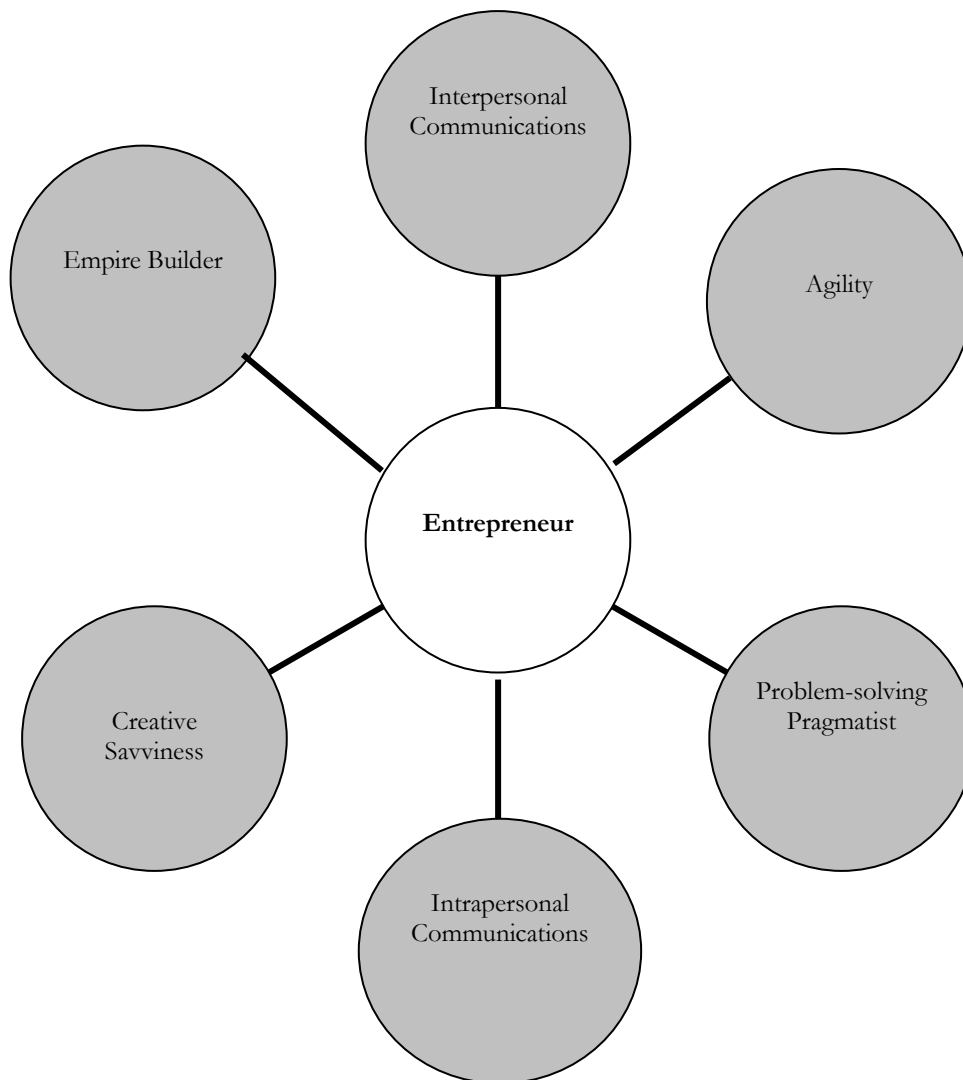 Interpersonal
Communications
Empire Builder
Agility
Entrepreneur
Problem-solving
Pragmatist
Creative
Savviness
Intrapersonal
Communications